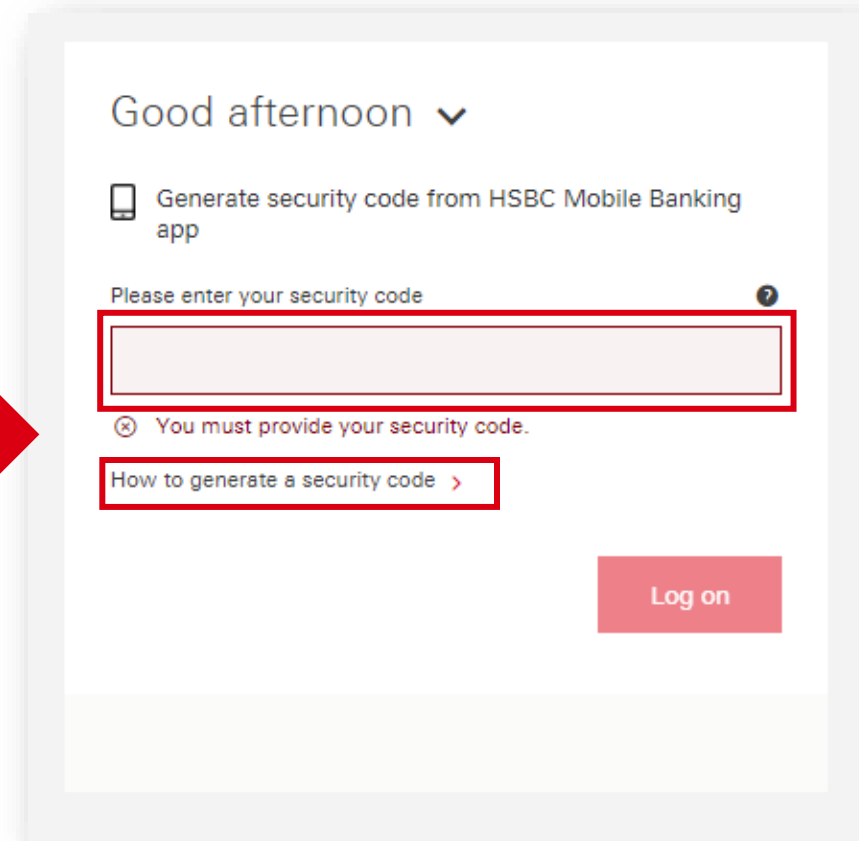 Good afternoon
Generate security code from HSBC Mobile Banking
app
Please enter your security code
?
You must provide your security code.
How to generate a security code >
Log on